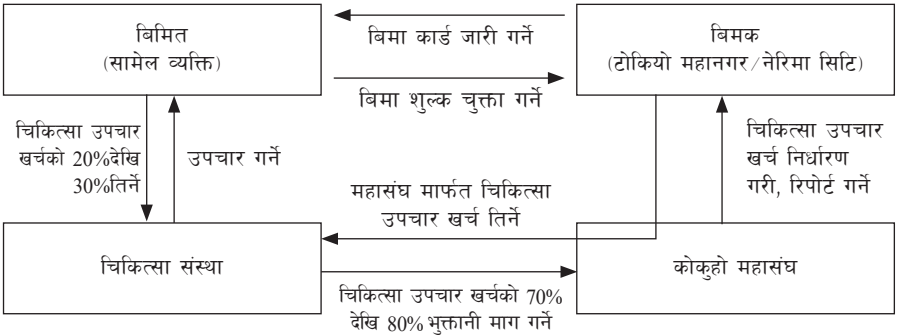 बिमित
(सामेल व्यक्ति)
बिमा कार्ड जारी गर्ने
बिमक
(टोकियो महानगर/नेरिमा सिटि)
बिमा शुल्क चुक्ता गर्ने
चिकित्सा उपचार
खर्चको 20%देखि
30%तिर्ने
उपचार गर्ने
चिकित्सा उपचार
खर्च निर्धारण
गरी, रिपोर्ट गर्ने
महासंघ मार्फत चिकित्सा
उपचार खर्च तिर्ने
चिकित्सा संस्था
कोकुहो महासंघ
चिकित्सा उपचार खर्चको 70%
देखि 80% भुक्तानी माग गर्ने